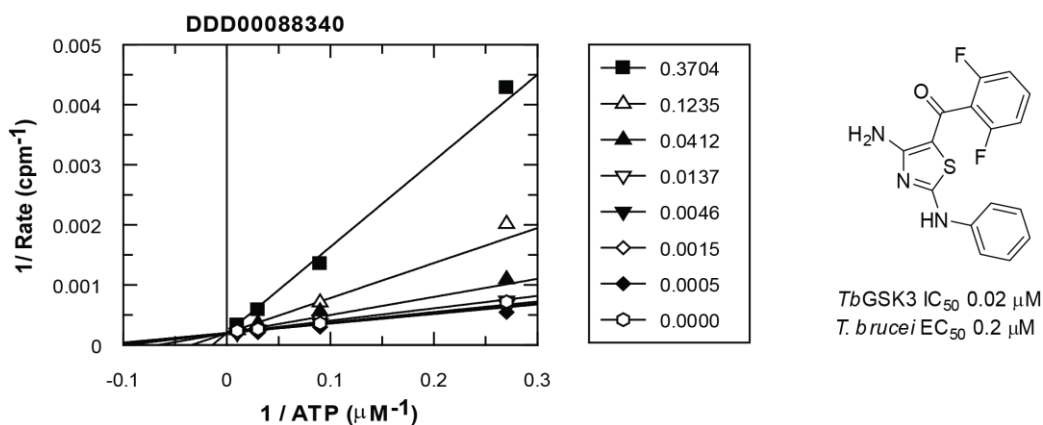 DDD00088340
0.005
0.004
0.003
0.002
0.001
0
-0.1
0
0.1
0.2
0.3
1/ Rate (cpm⁻¹)
1 / ATP (μM⁻¹)
0.3704
0.1235
0.0412
0.0137
0.0046
0.0015
0.0005
0.0000
F
O
H₂N
F
S
N
HN
TbGSK3 IC₅₀ 0.02 μM
T. brucei EC₅₀ 0.2 μM